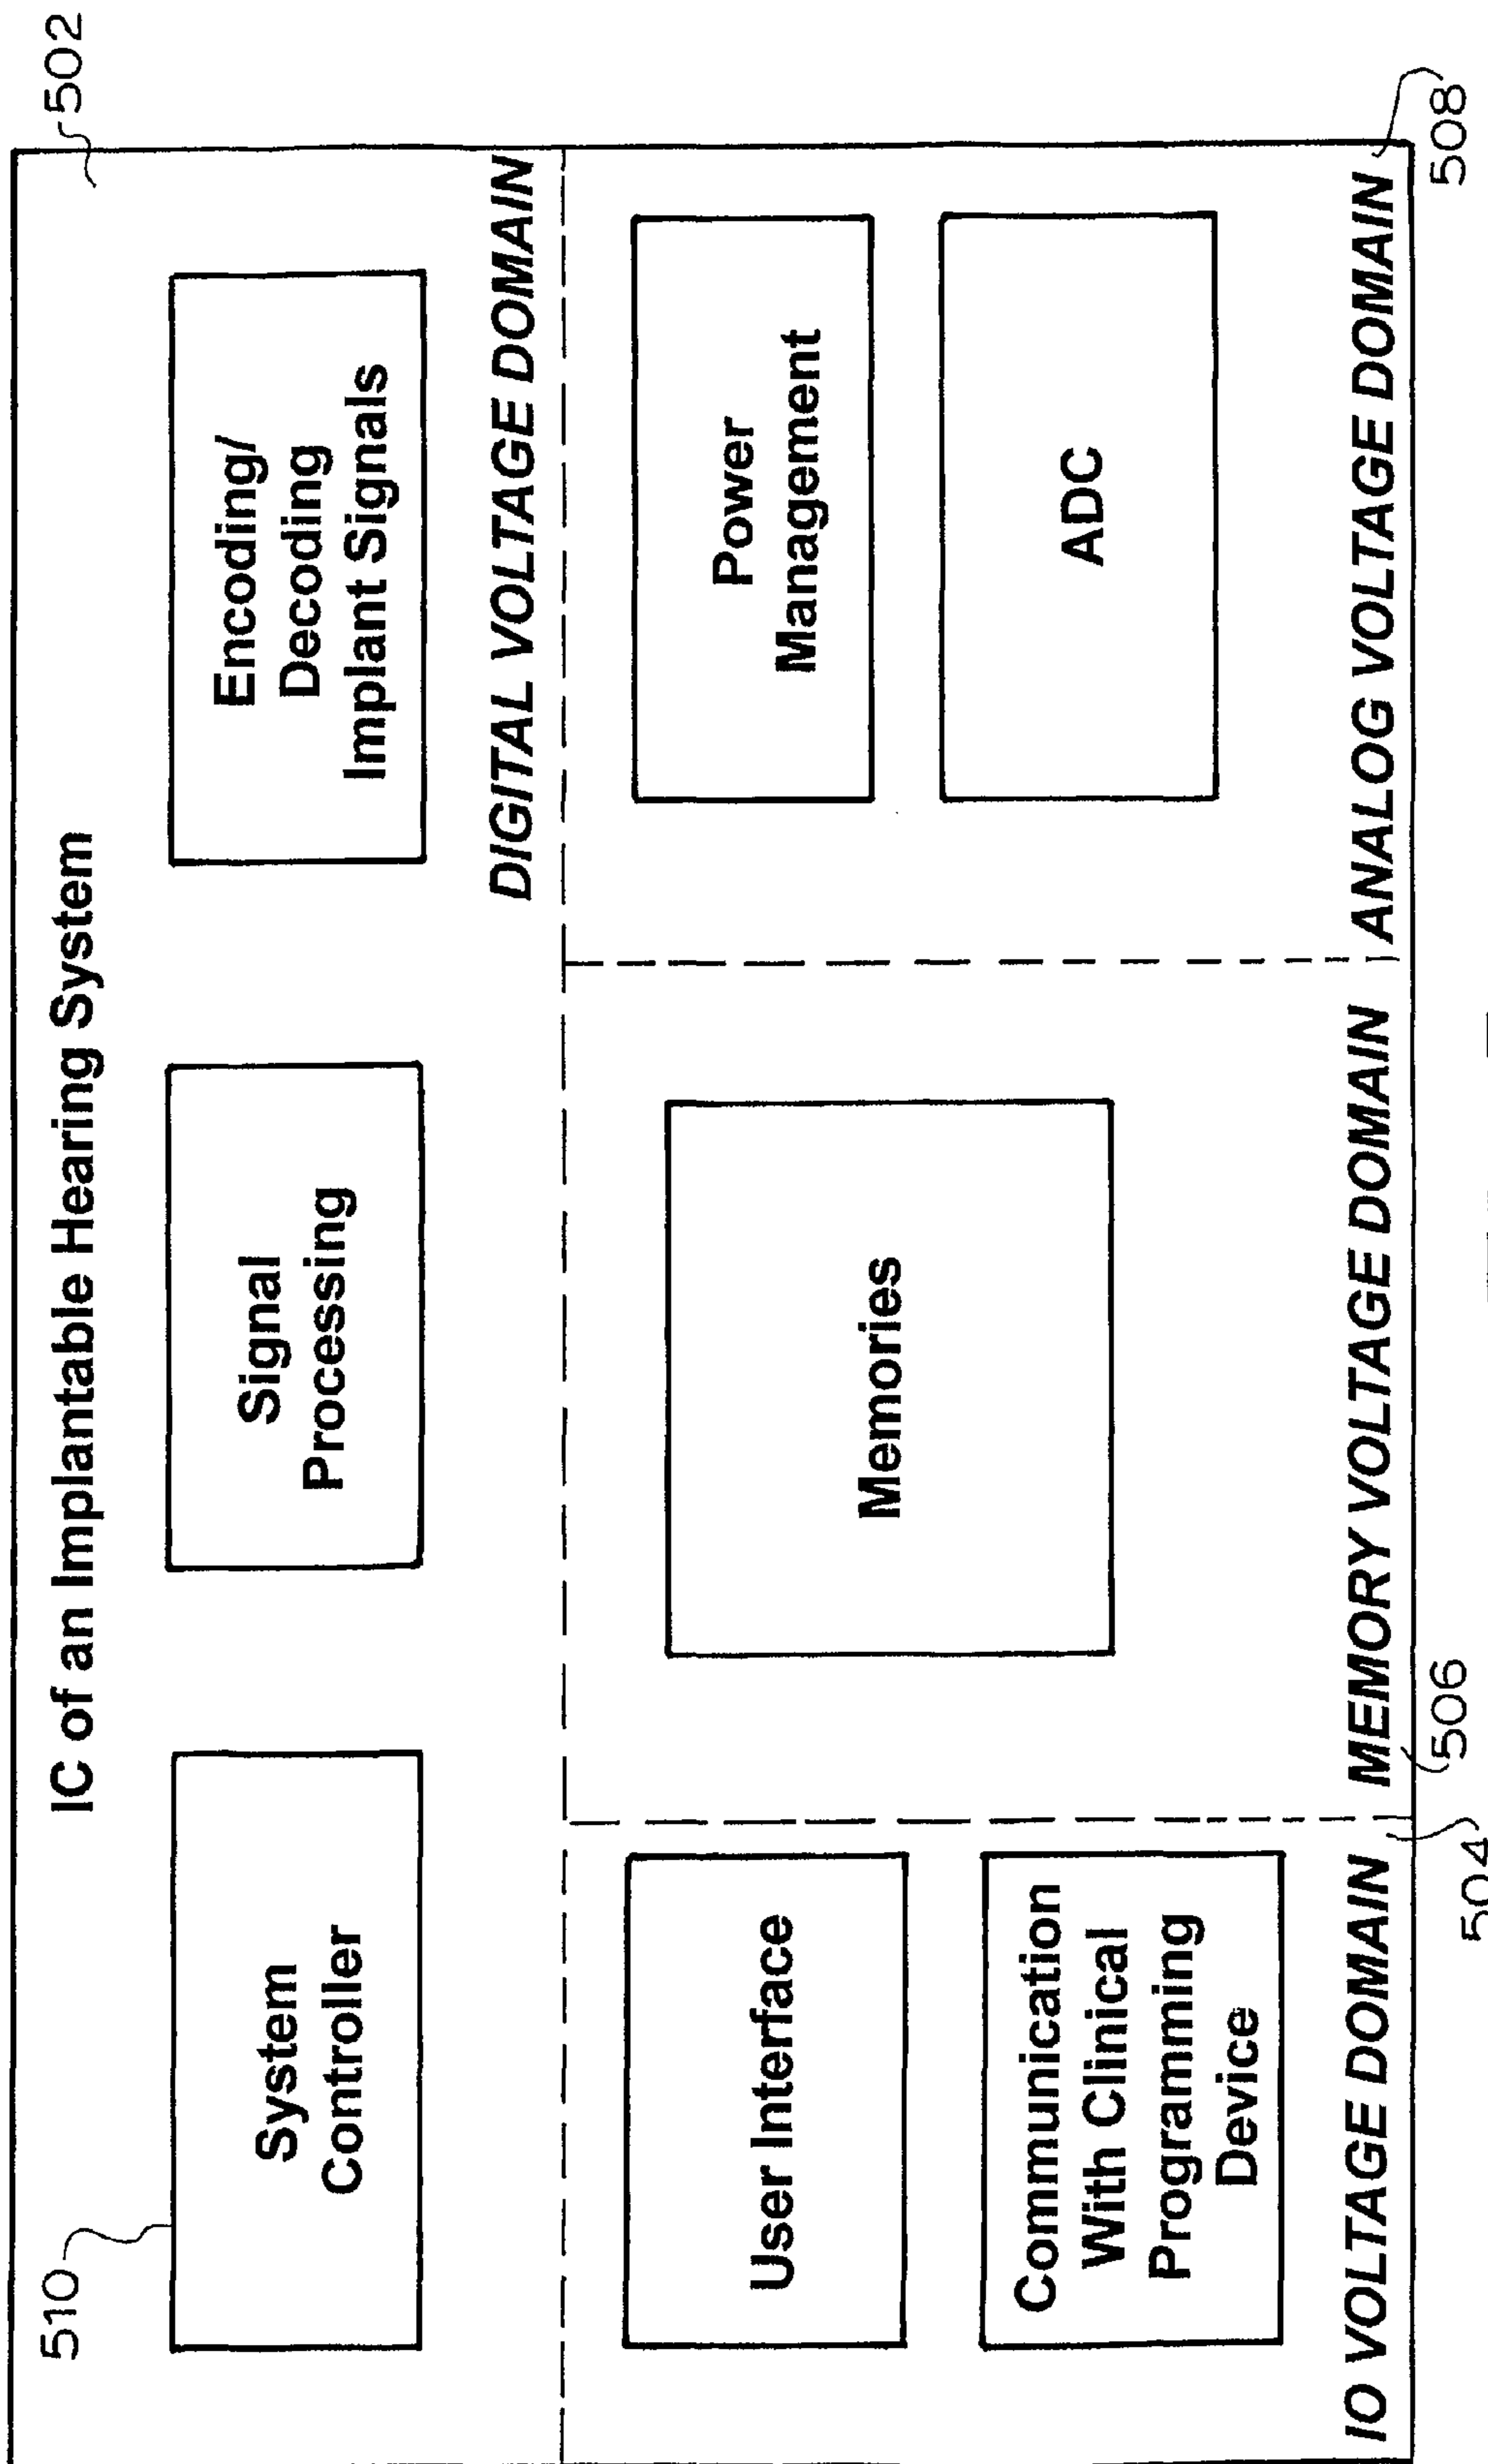 IC of an Implantable Hearing System
502
510
System
Controller
Signal
Processing
Encoding/
Decoding
Implant Signals
DIGITAL VOLTAGE DOMAIN
User Interface
Communication
With Clinical
Programming
Device
IO VOLTAGE DOMAIN
504
Memories
MEMORY VOLTAGE DOMAIN
506
Power
Management
ADC
ANALOG VOLTAGE DOMAIN
508